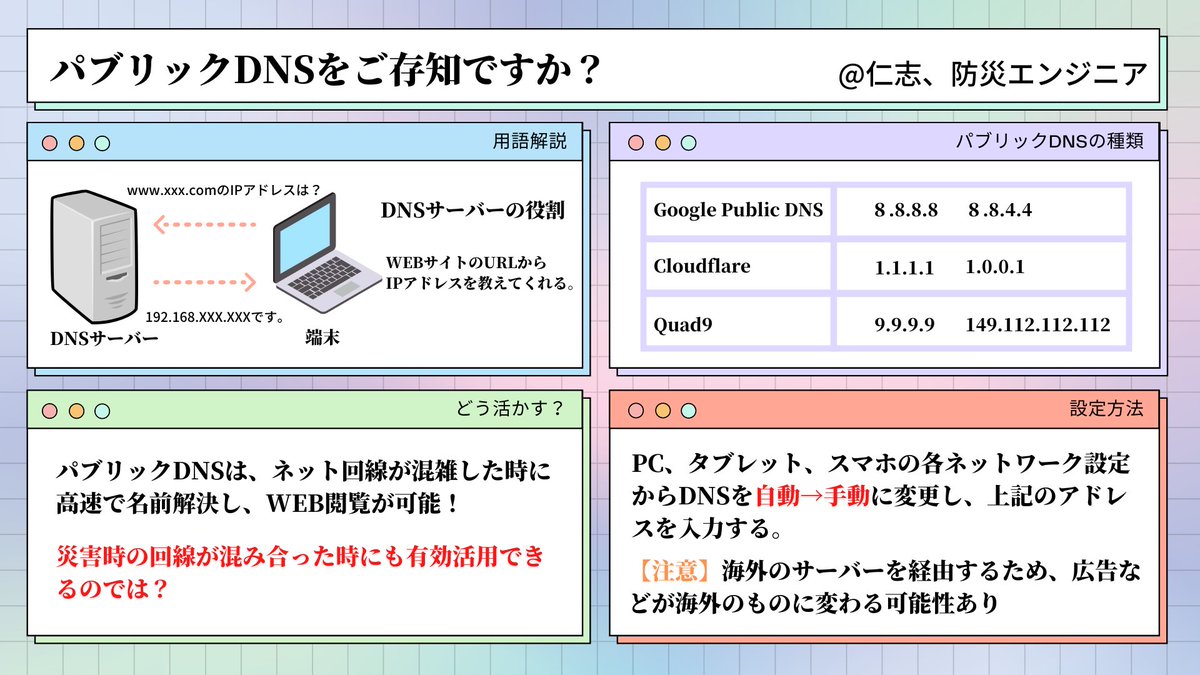 パブリックDNSをご存知ですか？
@仁志、防災エンジニア
用語解説
www.xxx.comのIPアドレスは？
DNSサーバーの役割
WEBサイトのURLから
IPアドレスを教えてくれる。
192.168.XXX.XXXです。
DNSサーバー
端末
パブリックDNSの種類
Google Public DNS 8.8.8.8 8.8.4.4
Cloudflare 1.1.1.1 1.0.0.1
Quad9 9.9.9.9 149.112.112.112
どう活かす？
パブリックDNSは、ネット回線が混雑した時に
高速で名前解決し、WEB閲覧が可能！
災害時の回線が混み合った時にも有効活用でき
るのでは？
設定方法
PC、タブレット、スマホの各ネットワーク設定
からDNSを自動→手動に変更し、上記のアドレ
スを入力する。
【注意】海外のサーバーを経由するため、広告な
どが海外のものに変わる可能性あり